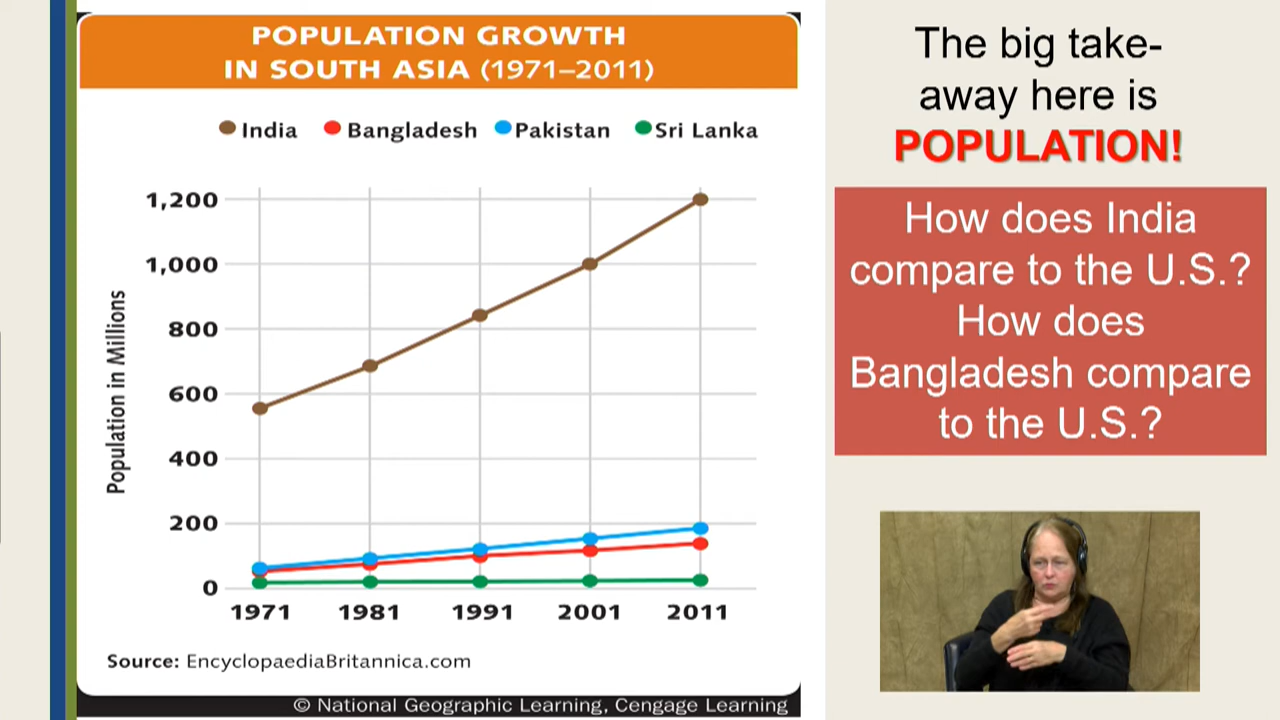 POPULATION GROWTH
IN SOUTH ASIA (1971–2011)
India Bangladesh Pakistan Sri Lanka
1,200
1,000
800
600
400
200
0
Population in Millions
1971 1981 1991 2001 2011
Source: EncyclopaediaBritannica.com
© National Geographic Learning, Cengage Learning
The big take-
away here is
POPULATION!
How does India
compare to the U.S.?
How does
Bangladesh compare
to the U.S.?